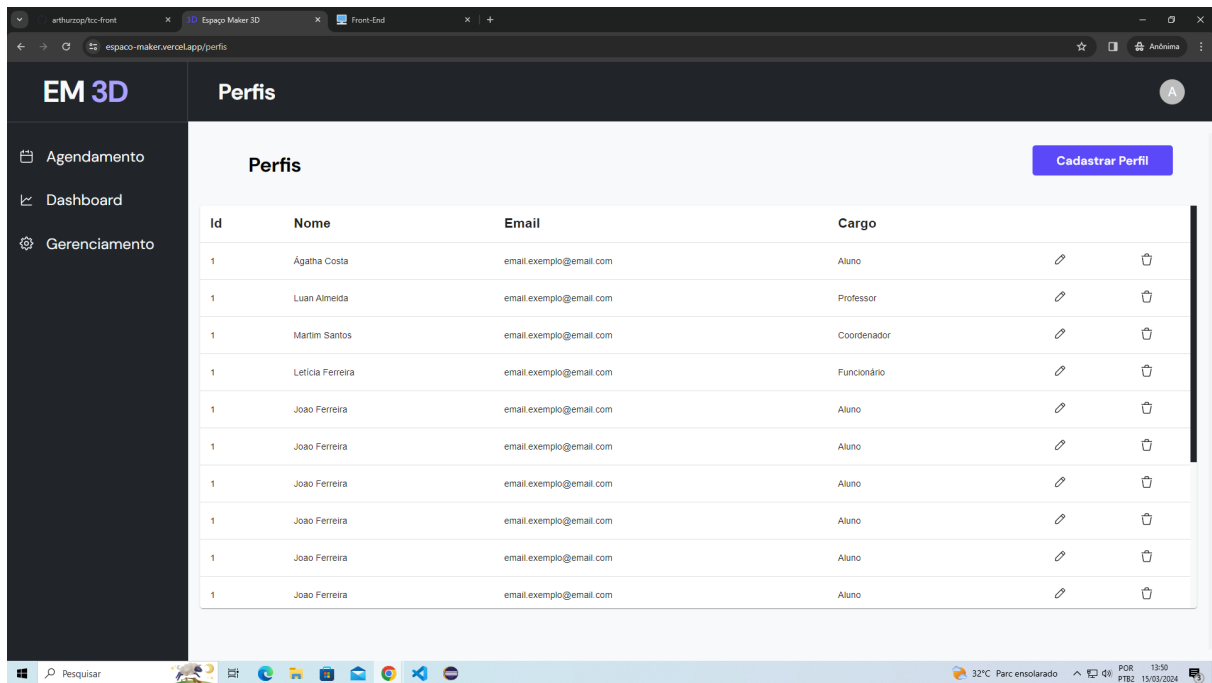 arthurzop/tcc-front
3D Espaço Maker 3D
Front-End
espaco-maker.vercel.app/perfis
Anônima
EM 3D
Perfis
A
Agendamento
Dashboard
Gerenciamento
Perfis
Cadastrar Perfil
Id Nome Email Cargo
1 Ágatha Costa email.exemplo@email.com Aluno
1 Luan Almeida email.exemplo@email.com Professor
1 Martim Santos email.exemplo@email.com Coordenador
1 Letícia Ferreira email.exemplo@email.com Funcionário
1 Joao Ferreira email.exemplo@email.com Aluno
1 Joao Ferreira email.exemplo@email.com Aluno
1 Joao Ferreira email.exemplo@email.com Aluno
1 Joao Ferreira email.exemplo@email.com Aluno
1 Joao Ferreira email.exemplo@email.com Aluno
1 Joao Ferreira email.exemplo@email.com Aluno
Pesquisar
32°C Parc ensolarado
POR 13:50
PTB2 15/03/2024
3